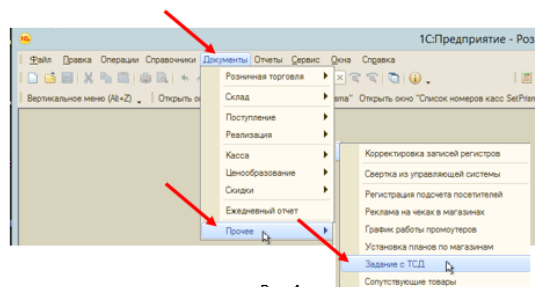 1С:Предприятие - Роз
Файл Правка Операции Справочники Документы Отчеты Сервис Окна Справка
Вертикальное меню (Alt+Z) Открыть Открыть окно "Список номеров касс SetPrism
Розничная торговля
Склад
Поступление
Реализация
Касса
Ценообразование
Скидки
Ежедневный отчет
Прочее
Корректировка записей регистров
Свертка из управляющей системы
Регистрация подсчета посетителей
Реклама на чеках в магазинах
График работы промоутеров
Установка планов по магазинам
Задание с ТСД
Сопутствующие товары